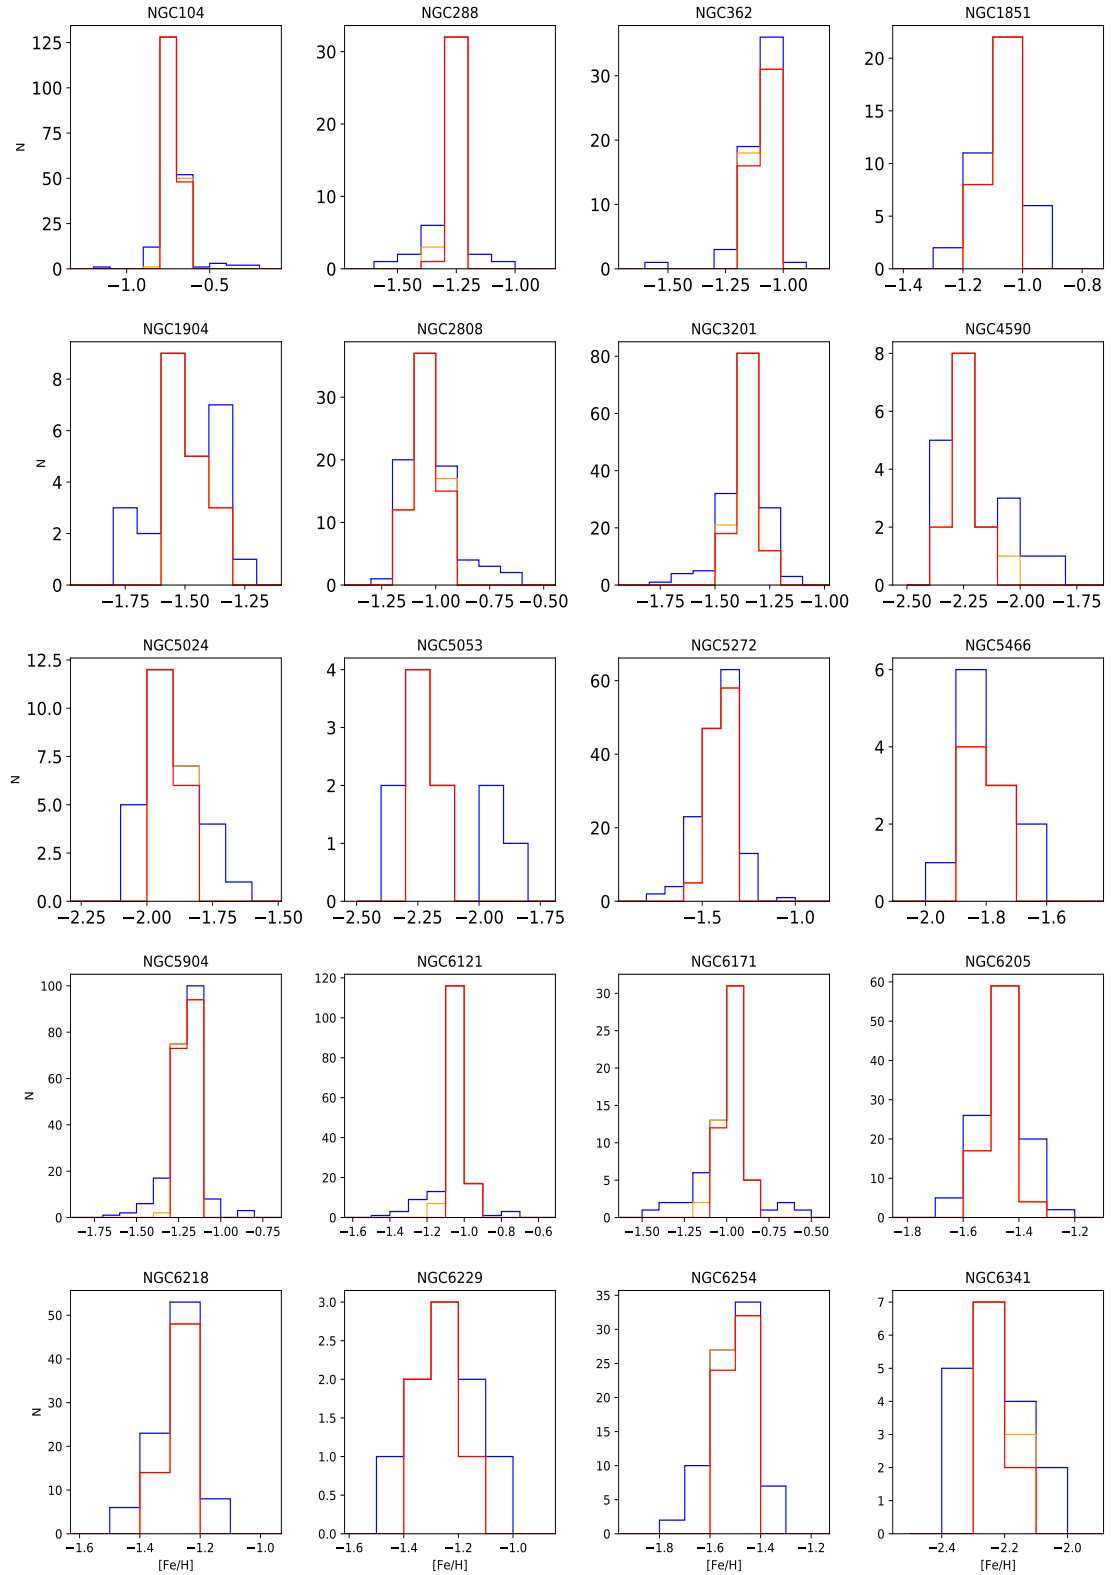 NGC104 NGC288 NGC362 NGC1851
125 100 75 50 25 0 N −1.0 −0.5
30 20 10 0 −1.50 −1.25 −1.00
30 20 10 0 −1.50 −1.25 −1.00
20 15 10 5 0 −1.4 −1.2 −1.0 −0.8
NGC1904 NGC2808 NGC3201 NGC4590
8 6 4 2 0 N −1.75 −1.50 −1.25
30 20 10 0 −1.25 −1.00 −0.75 −0.50
80 60 40 20 0 −1.75 −1.50 −1.25 −1.00
8 6 4 2 0 −2.50 −2.25 −2.00 −1.75
NGC5024 NGC5053 NGC5272 NGC5466
12.5 10.0 7.5 5.0 2.5 0.0 N −2.25 −2.00 −1.75 −1.50
4 3 2 1 0 −2.50 −2.25 −2.00 −1.75
60 40 20 0 −1.5 −1.0
6 4 2 0 −2.0 −1.8 −1.6
NGC5904 NGC6121 NGC6171 NGC6205
100 80 60 40 20 0 N −1.75 −1.50 −1.25 −1.00 −0.75
120 100 80 60 40 20 0 −1.6 −1.4 −1.2 −1.0 −0.8 −0.6
30 25 20 15 10 5 0 −1.50 −1.25 −1.00 −0.75 −0.50
60 50 40 30 20 10 0 −1.8 −1.6 −1.4 −1.2
NGC6218 NGC6229 NGC6254 NGC6341
50 40 30 20 10 0 N −1.6 −1.4 −1.2 −1.0 [Fe/H]
3.0 2.5 2.0 1.5 1.0 0.5 0.0 −1.4 −1.2 −1.0 [Fe/H]
35 30 25 20 15 10 5 0 −1.8 −1.6 −1.4 −1.2 [Fe/H]
7 6 5 4 3 2 1 0 −2.4 −2.2 −2.0 [Fe/H]